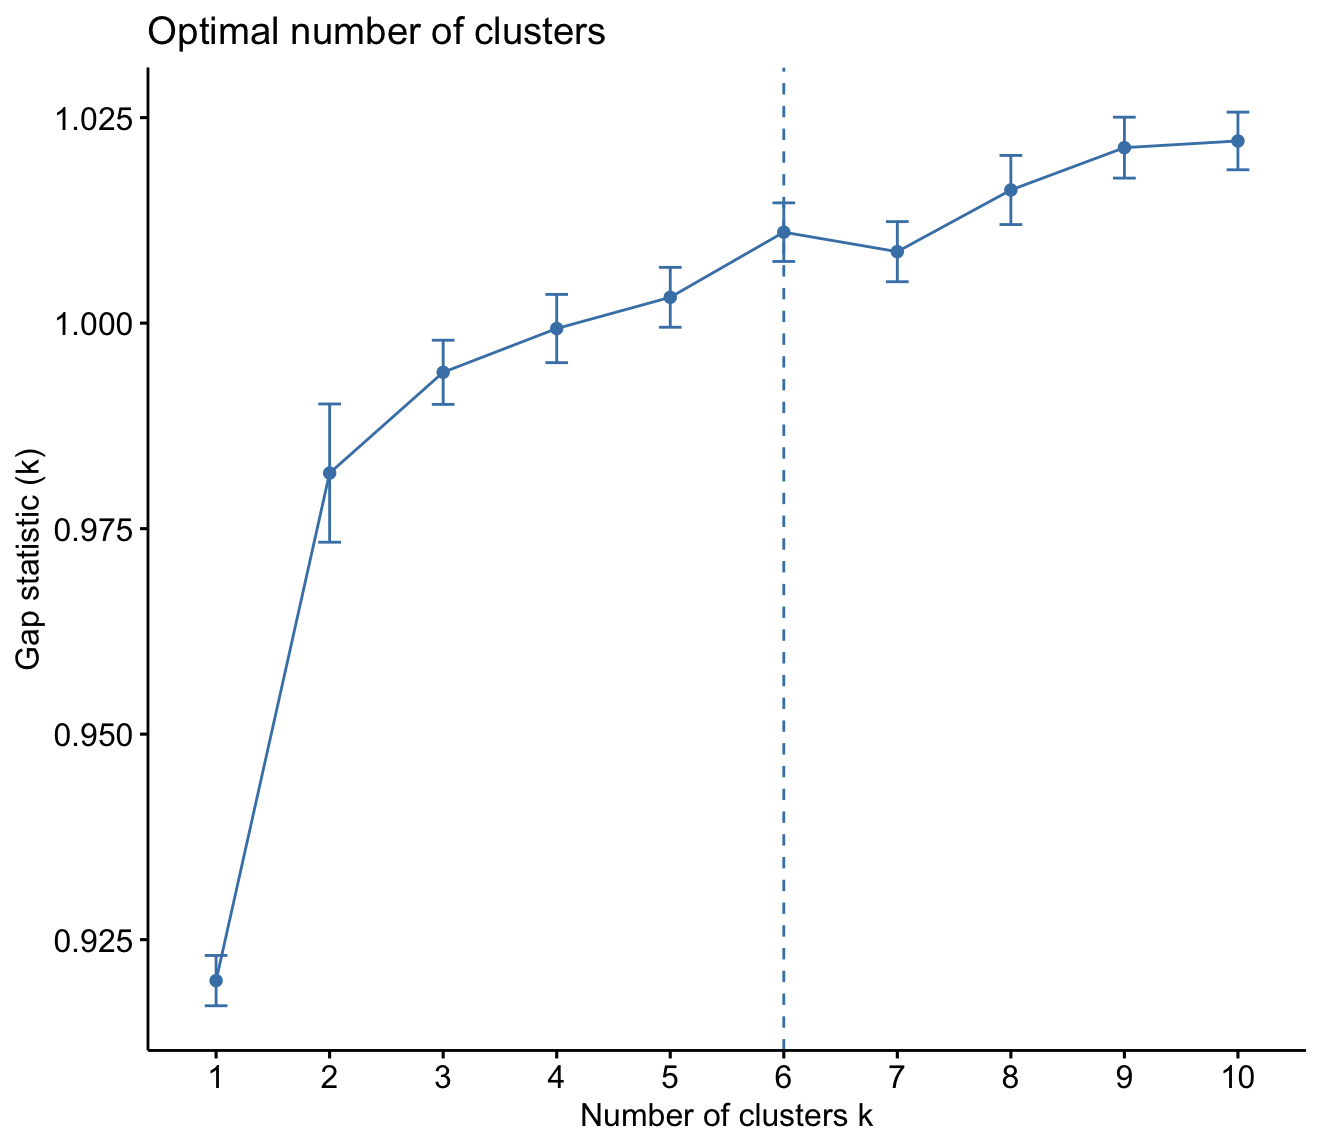 Optimal number of clusters
1.025
1.000
0.975
0.950
0.925
Gap statistic (k)
1 2 3 4 5 6 7 8 9 10
Number of clusters k